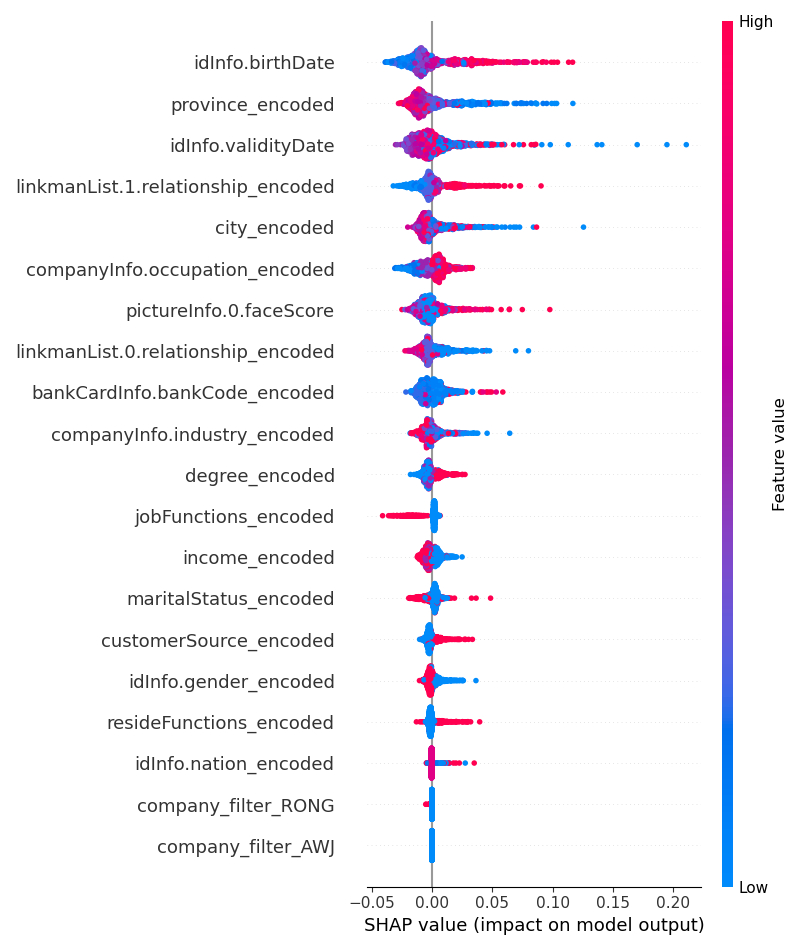 High
idInfo.birthDate
province_encoded
idInfo.validityDate
linkmanList.1.relationship_encoded
city_encoded
companyInfo.occupation_encoded
pictureInfo.0.faceScore
linkmanList.0.relationship_encoded
bankCardInfo.bankCode_encoded
companyInfo.industry_encoded
degree_encoded
jobFunctions_encoded
income_encoded
maritalStatus_encoded
customerSource_encoded
idInfo.gender_encoded
resideFunctions_encoded
idInfo.nation_encoded
company_filter_RONG
company_filter_AWJ
Feature value
Low
−0.05 0.00 0.05 0.10 0.15 0.20
SHAP value (impact on model output)